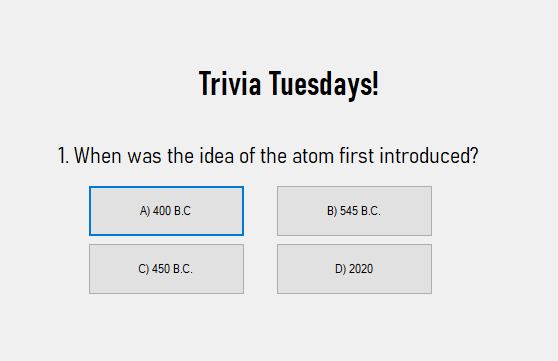 Trivia Tuesdays!
1. When was the idea of the atom first introduced?
A) 400 B.C
B) 545 B.C.
C) 450 B.C.
D) 2020